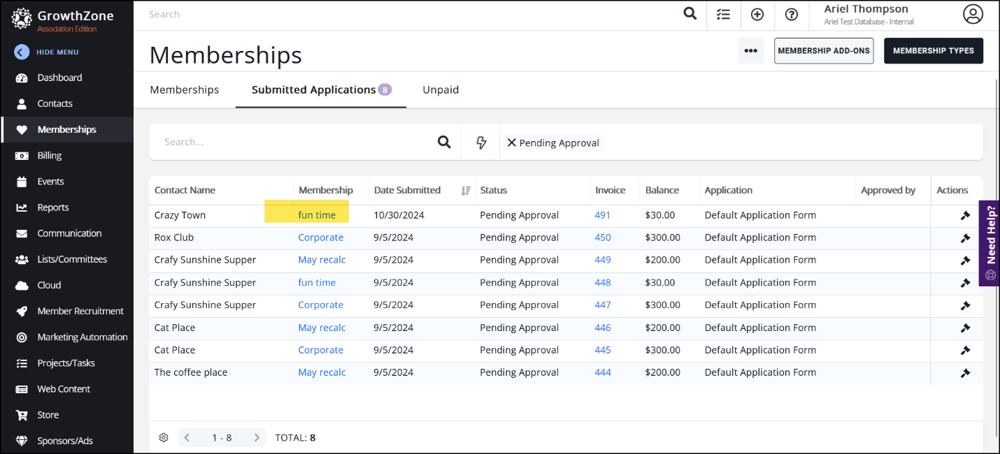 GrowthZone
Association Edition
HIDE MENU
Dashboard
Contacts
Memberships
Billing
Events
Reports
Communication
Lists/Committees
Cloud
Member Recruitment
Marketing Automation
Projects/Tasks
Web Content
Store
Sponsors/Ads
Search
Ariel Thompson
Ariel Test Database - Internal
Memberships
MEMBERSHIP ADD-ONS
MEMBERSHIP TYPES
Memberships Submitted Applications 8 Unpaid
Search... Pending Approval
Contact Name Membership Date Submitted Status Invoice Balance Application Approved by Actions
Crazy Town fun time 10/30/2024 Pending Approval 491 $30.00 Default Application Form
Rox Club Corporate 9/5/2024 Pending Approval 450 $300.00 Default Application Form
Crafy Sunshine Supper May recalc 9/5/2024 Pending Approval 449 $200.00 Default Application Form
Crafy Sunshine Supper fun time 9/5/2024 Pending Approval 448 $30.00 Default Application Form
Crafy Sunshine Supper Corporate 9/5/2024 Pending Approval 447 $300.00 Default Application Form
Cat Place May recalc 9/5/2024 Pending Approval 446 $200.00 Default Application Form
Cat Place Corporate 9/5/2024 Pending Approval 445 $300.00 Default Application Form
The coffee place May recalc 9/5/2024 Pending Approval 444 $200.00 Default Application Form
1 - 8 TOTAL: 8
Need Help?